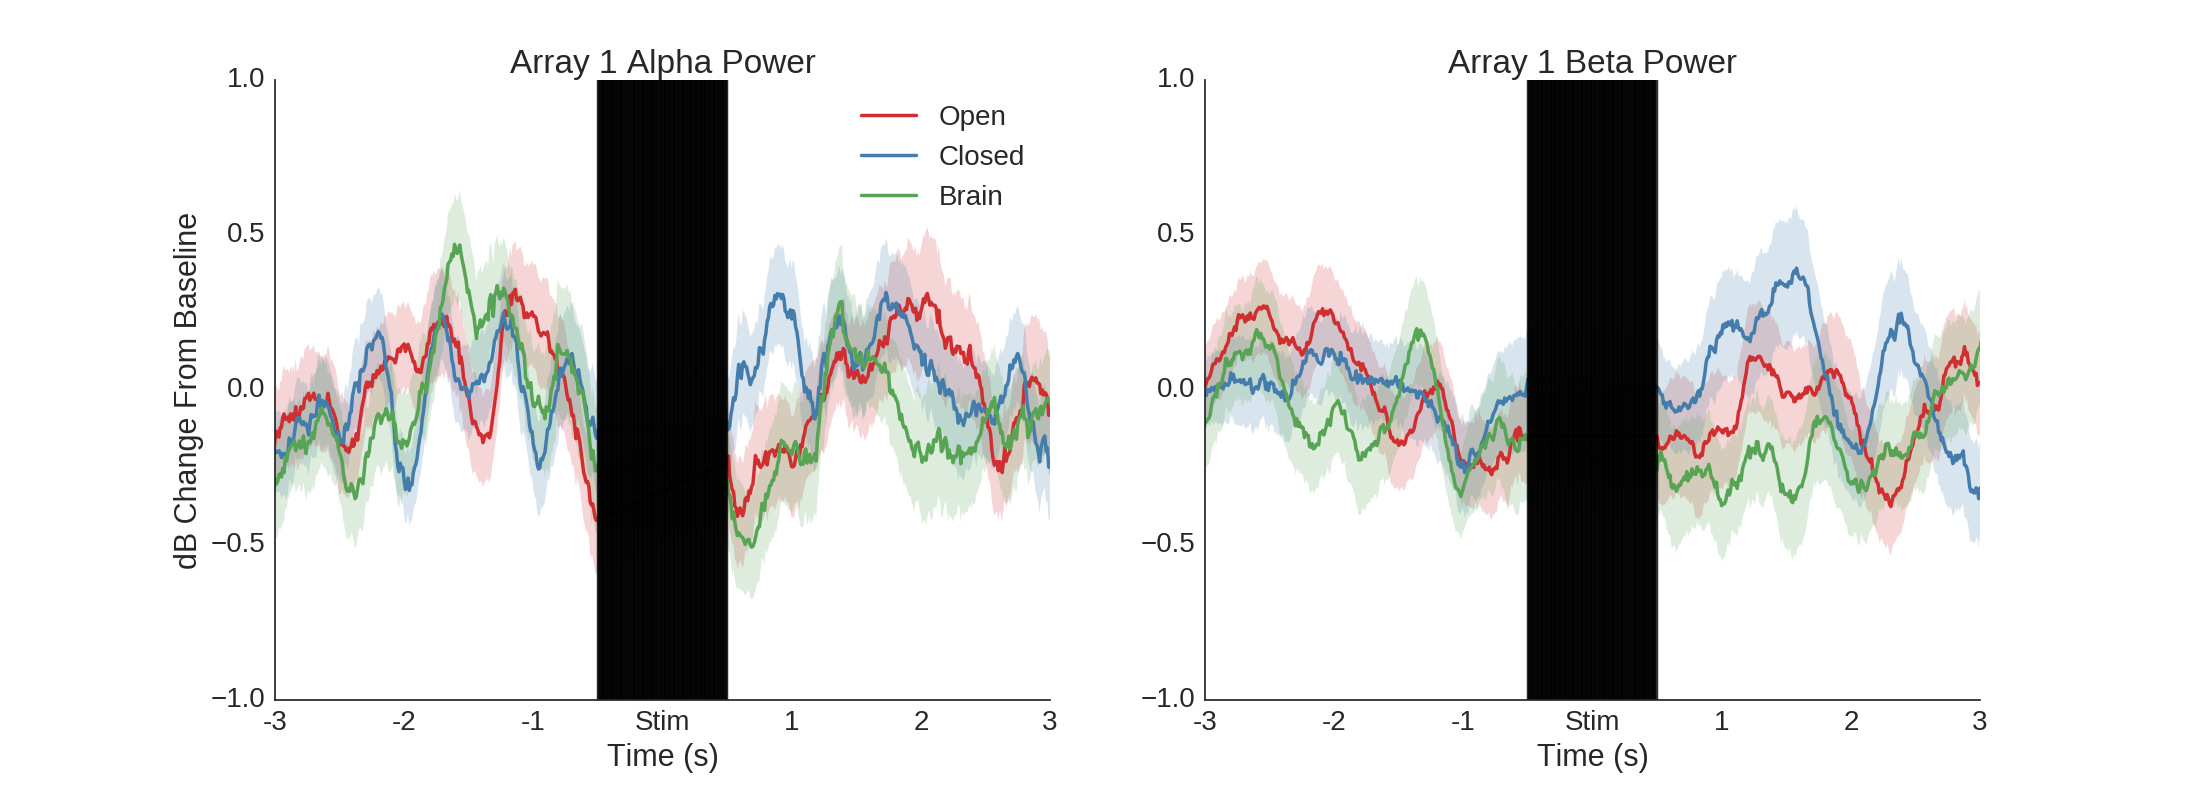 Array 1 Alpha Power
1.0
0.5
0.0
−0.5
−1.0
dB Change From Baseline
Open
Closed
Brain
-3 -2 -1 Stim 1 2 3
Time (s)
Array 1 Beta Power
1.0
0.5
0.0
−0.5
−1.0
-3 -2 -1 Stim 1 2 3
Time (s)